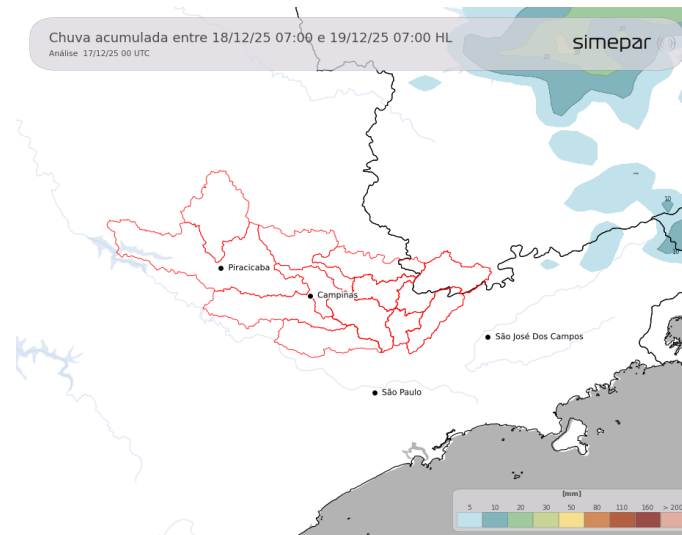 Chuva acumulada entre 18/12/25 07:00 e 19/12/25 07:00 HL
simepar
Análise 17/12/25 00 UTC
10
10
Piracicaba
Campinas
São José Dos Campos
São Paulo
[mm]
5 10 20 30 50 80 110 160 > 200